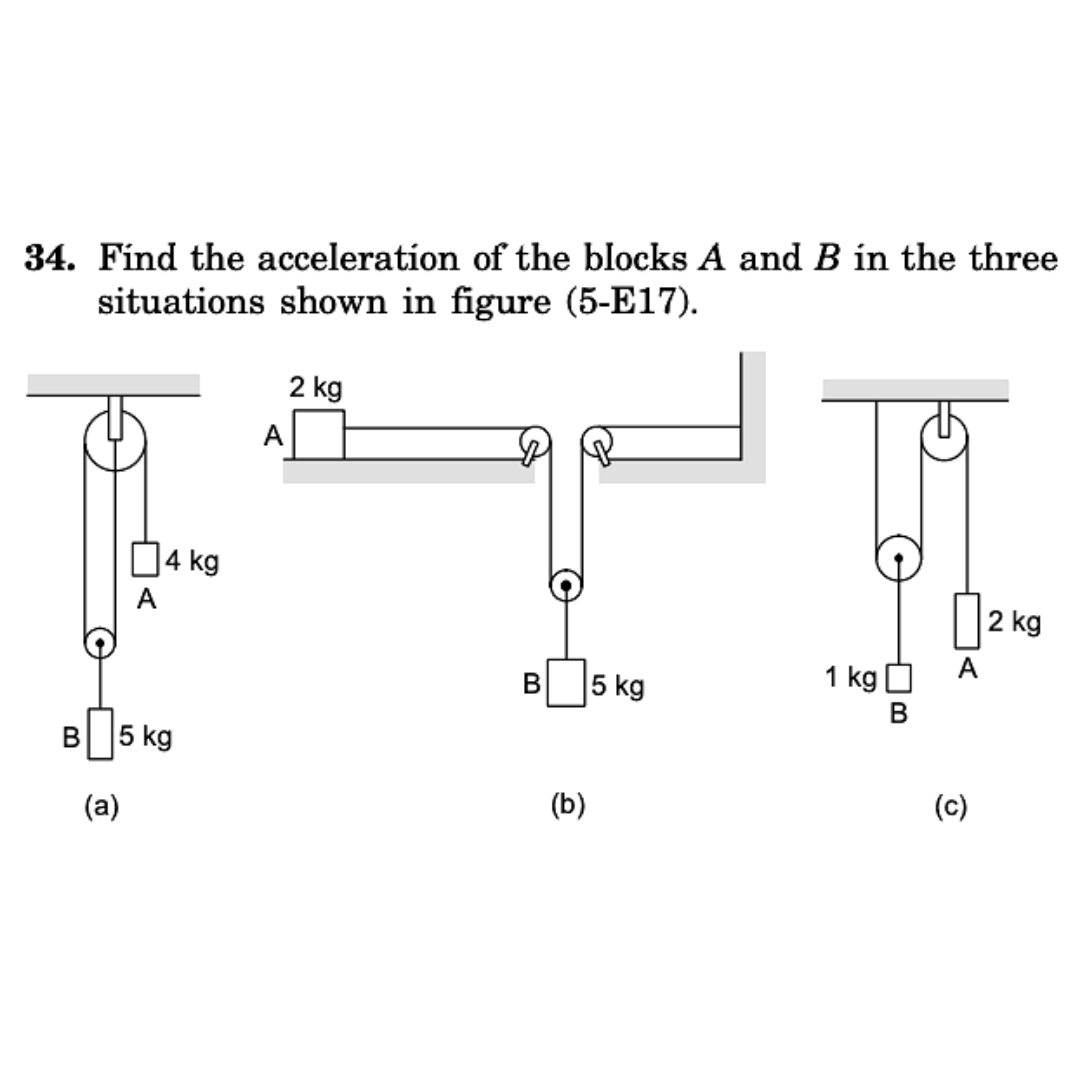 34. Find the acceleration of the blocks A and B in the three
situations shown in figure (5-E17).
2 kg
A
4 kg
A
B 5 kg
(a)
B 5 kg
(b)
2 kg
A
1 kg
B
(c)